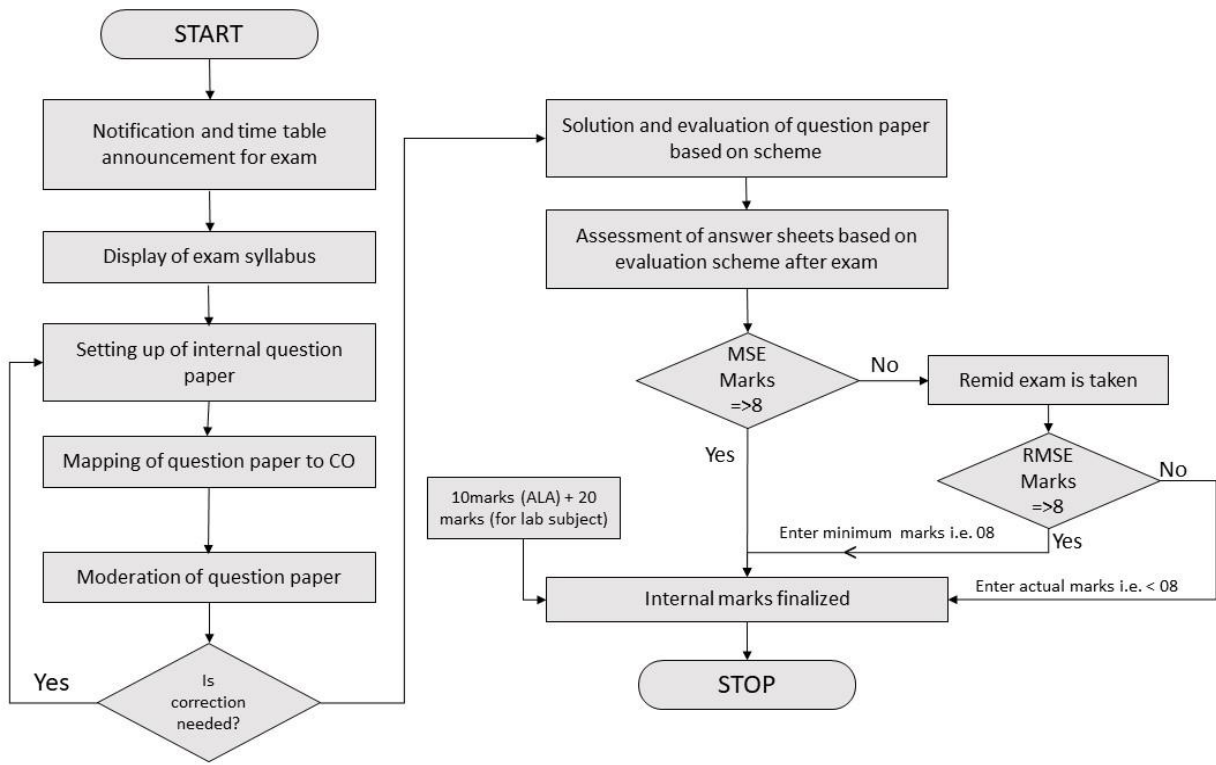 START
Notification and time table
announcement for exam
Display of exam syllabus
Setting up of internal question
paper
Mapping of question paper to CO
Moderation of question paper
Is
correction
needed?
Yes
Solution and evaluation of question paper
based on scheme
Assessment of answer sheets based on
evaluation scheme after exam
MSE
Marks
=>8
No
Remid exam is taken
Yes
RMSE
Marks
=>8
No
Yes
10marks (ALA) + 20
marks (for lab subject)
Enter minimum marks i.e. 08
Enter actual marks i.e. < 08
Internal marks finalized
STOP